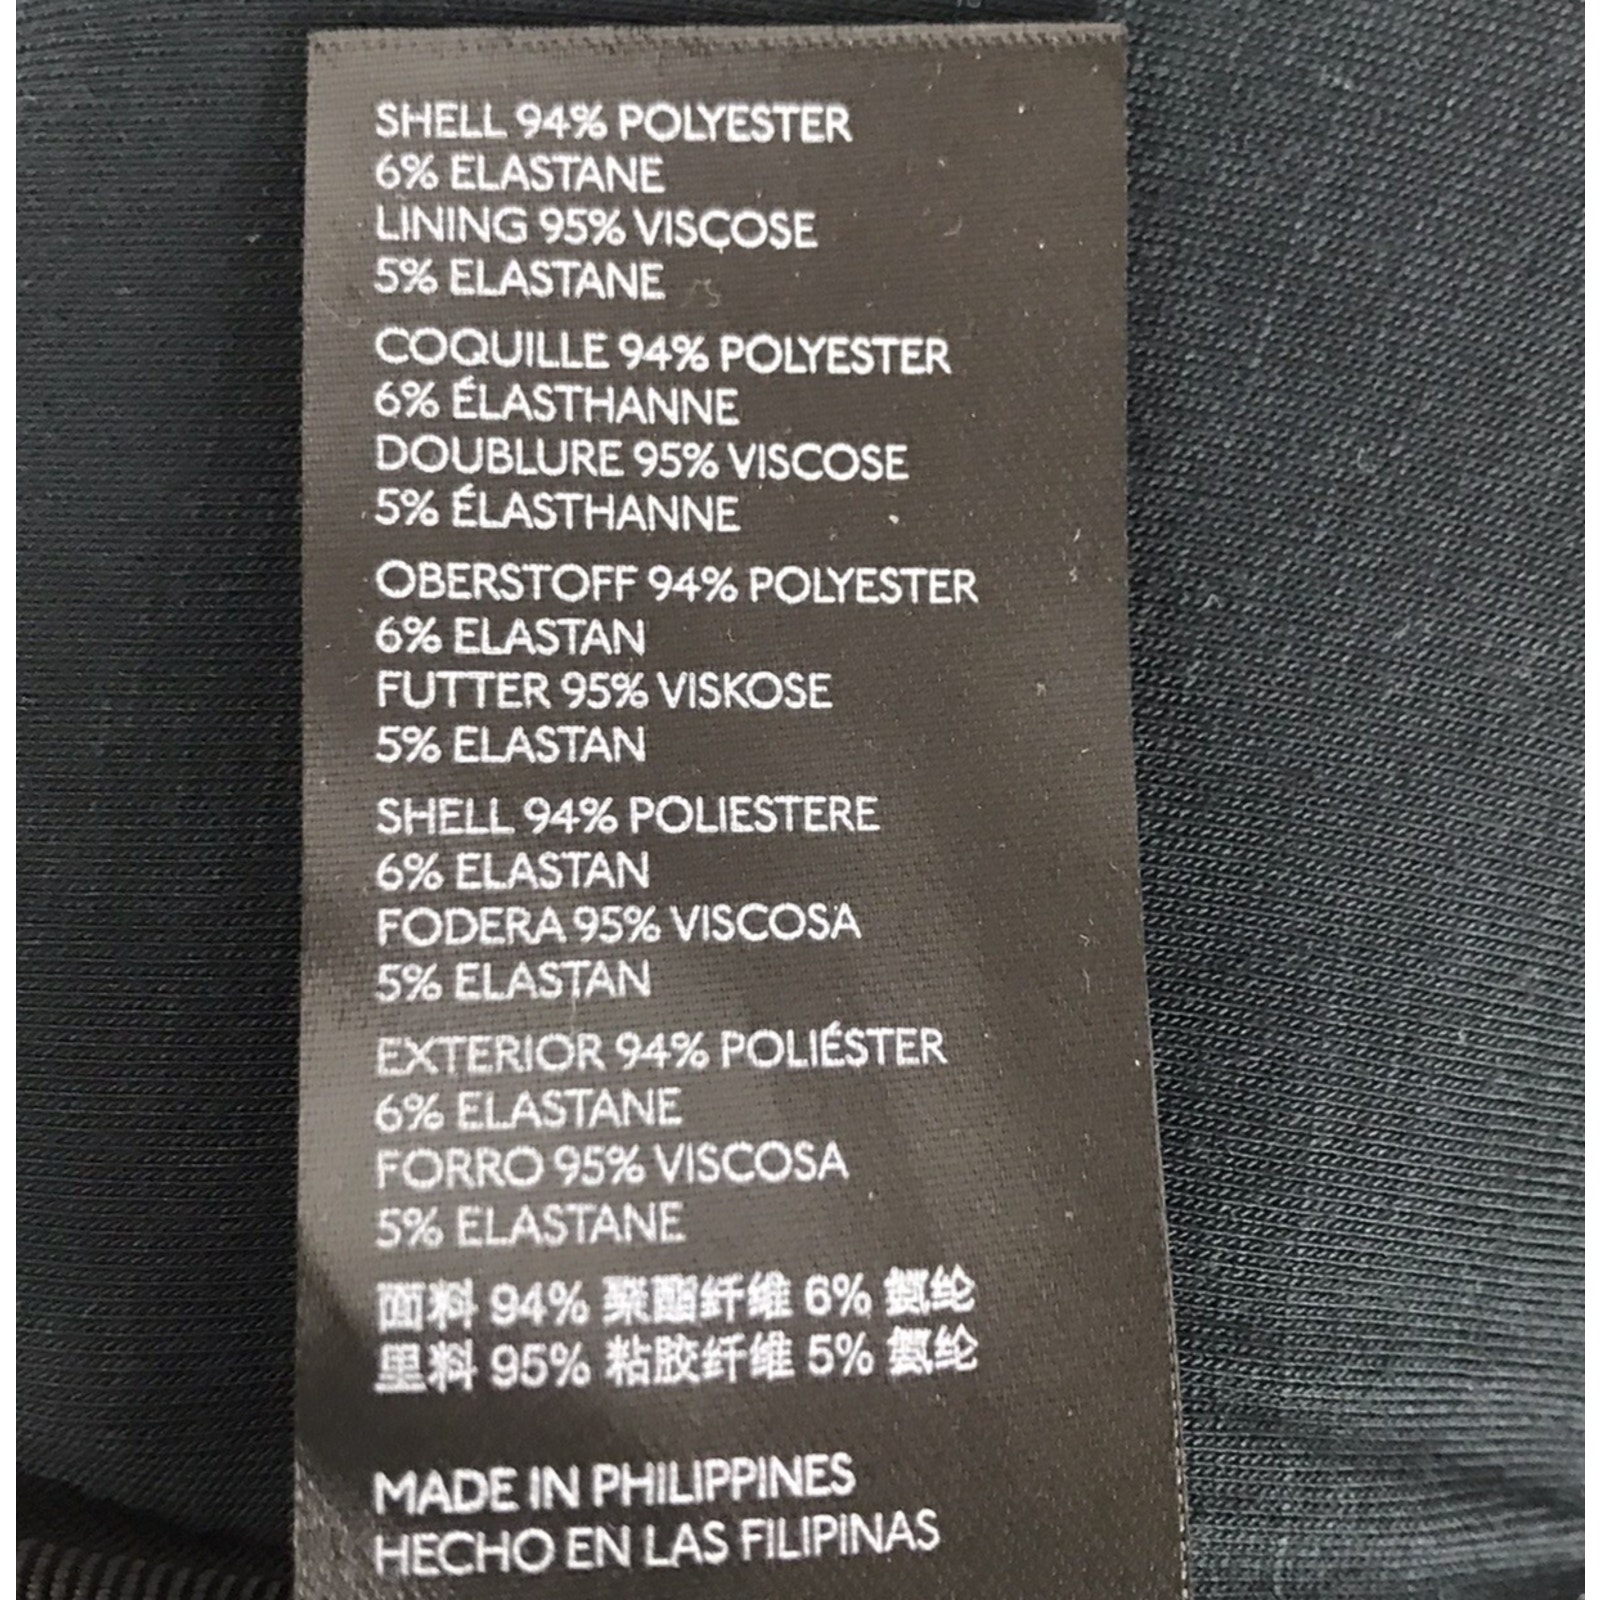 SHELL 94% POLYESTER
6% ELASTANE
LINING 95% VISCOSE
5% ELASTANE
COQUILLE 94% POLYESTER
6% ÉLASTHANNE
DOUBLURE 95% VISCOSE
5% ÉLASTHANNE
OBERSTOFF 94% POLYESTER
6% ELASTAN
FUTTER 95% VISKOSE
5% ELASTAN
SHELL 94% POLIESTERE
6% ELASTAN
FODERA 95% VISCOSA
5% ELASTAN
EXTERIOR 94% POLIÉSTER
6% ELASTANE
FORRO 95% VISCOSA
5% ELASTANE
面料 94% 聚酯纤维 6% 氨纶
里料 95% 粘胶纤维 5% 氨纶
MADE IN PHILIPPINES
HECHO EN LAS FILIPINAS